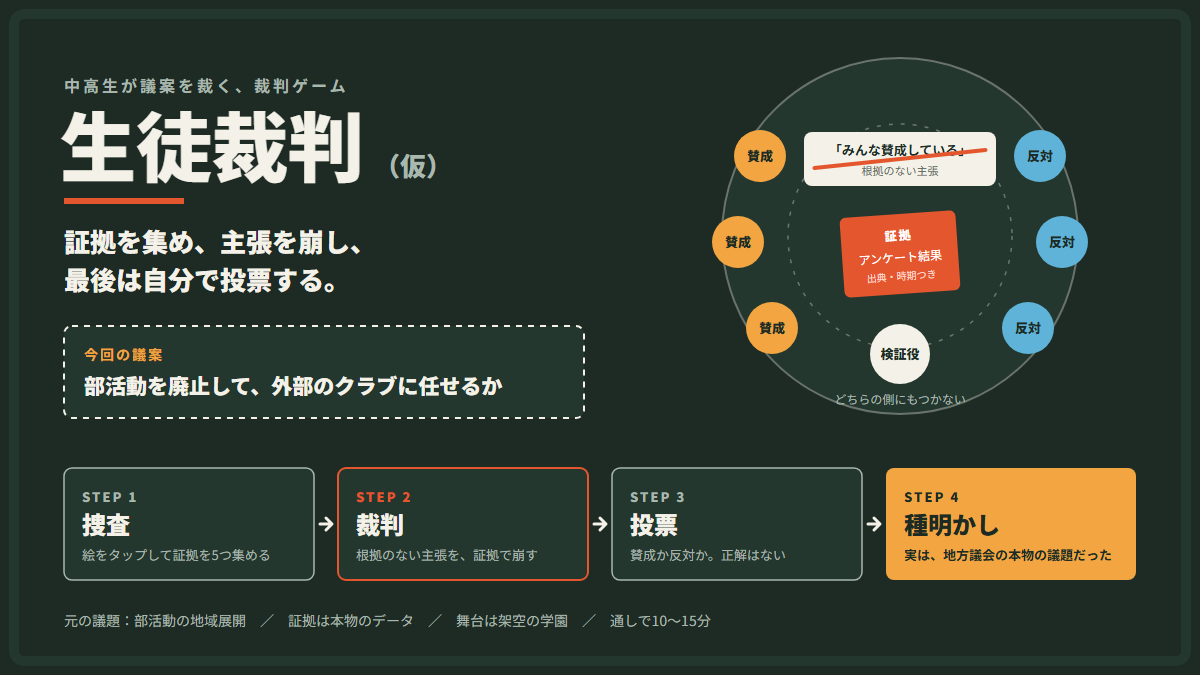 中高生が議案を裁く、裁判ゲーム
生徒裁判（仮）
証拠を集め、主張を崩し、
最後は自分で投票する。
今回の議案
部活動を廃止して、外部のクラブに任せるか
賛成
賛成
賛成
「みんな賛成している」
根拠のない主張
証拠
アンケート結果
出典・時期つき
反対
反対
反対
検証役
どちらの側にもつかない
STEP 1
捜査
絵をタップして証拠を5つ集める
STEP 2
裁判
根拠のない主張を、証拠で崩す
STEP 3
投票
賛成か反対か。正解はない
STEP 4
種明かし
実は、地方議会の本物の議題だった
元の議題：部活動の地域展開 ／ 証拠は本物のデータ ／ 舞台は架空の学園 ／ 通しで10〜15分